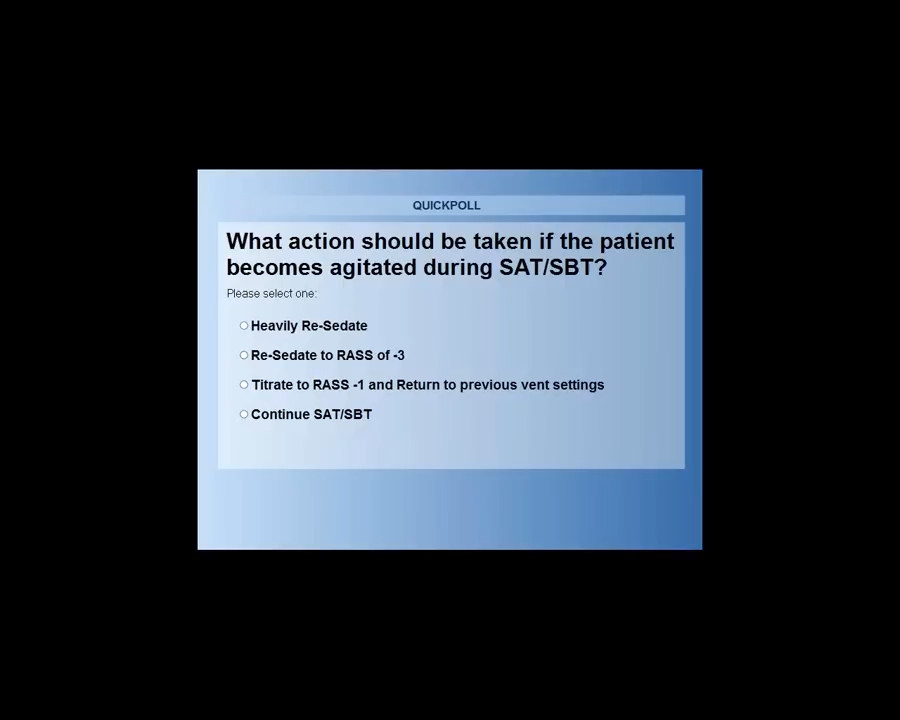 QUICKPOLL
What action should be taken if the patient
becomes agitated during SAT/SBT?
Please select one:
Heavily Re-Sedate
Re-Sedate to RASS of -3
Titrate to RASS -1 and Return to previous vent settings
Continue SAT/SBT